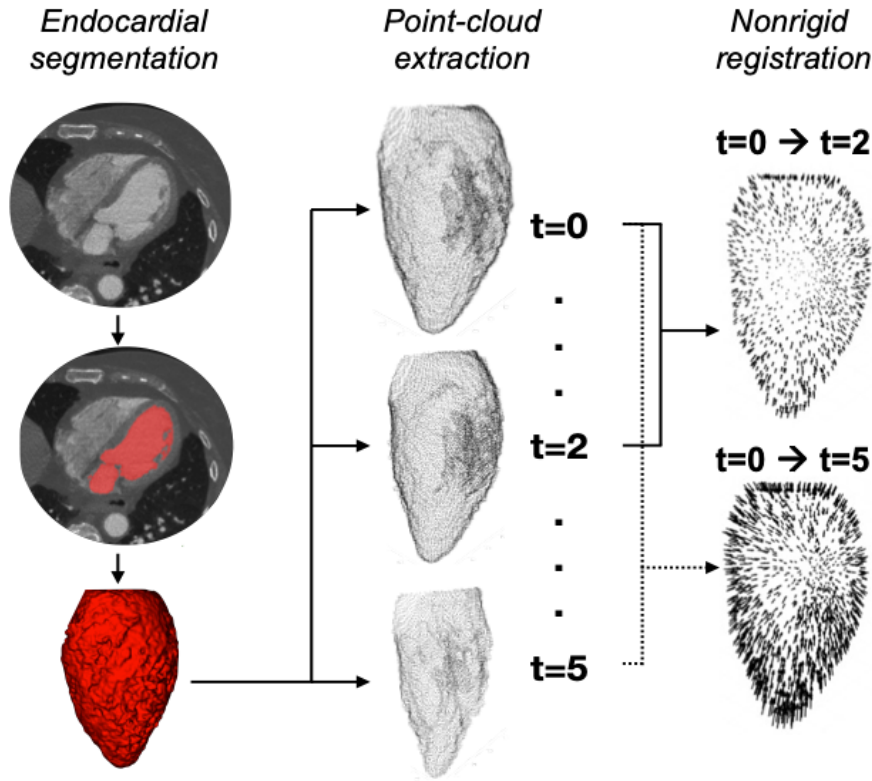 Endocardial
segmentation
Point-cloud
extraction
Nonrigid
registration
t=0 → t=2
t=0
t=2
t=0 → t=5
t=5